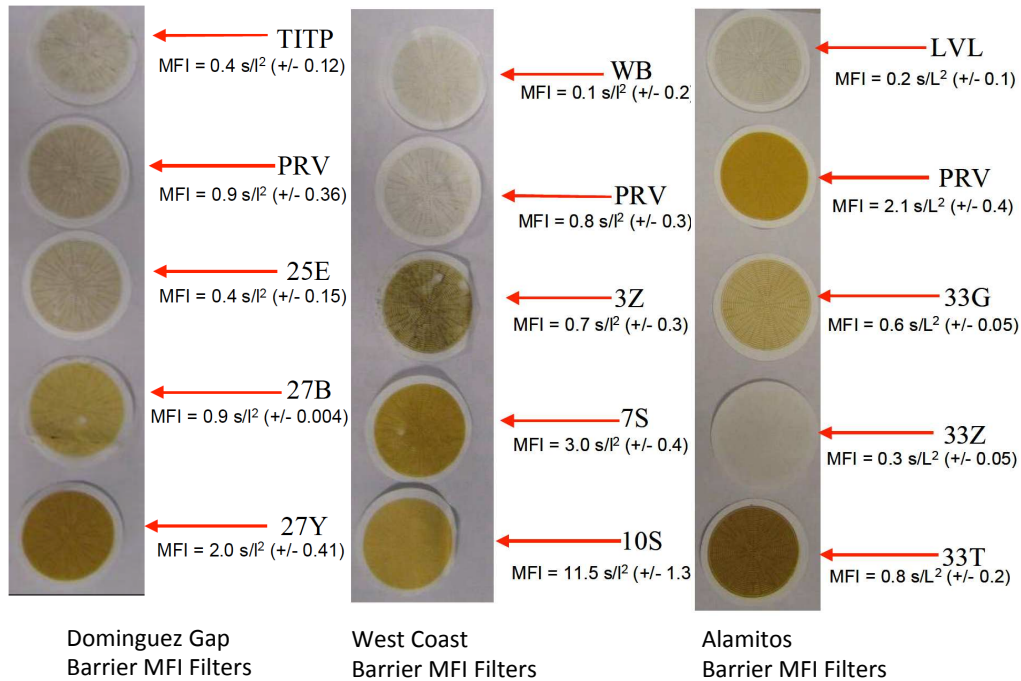 TITP
MFI = 0.4 s/l² (+/- 0.12)
PRV
MFI = 0.9 s/l² (+/- 0.36)
25E
MFI = 0.4 s/l² (+/- 0.15)
27B
MFI = 0.9 s/l² (+/- 0.004)
27Y
MFI = 2.0 s/l² (+/- 0.41)
Dominguez Gap
Barrier MFI Filters
WB
MFI = 0.1 s/l² (+/- 0.2)
PRV
MFI = 0.8 s/l² (+/- 0.3)
3Z
MFI = 0.7 s/l² (+/- 0.3)
7S
MFI = 3.0 s/l² (+/- 0.4)
10S
MFI = 11.5 s/l² (+/- 1.3
West Coast
Barrier MFI Filters
LVL
MFI = 0.2 s/L² (+/- 0.1)
PRV
MFI = 2.1 s/L² (+/- 0.4)
33G
MFI = 0.6 s/L² (+/- 0.05)
33Z
MFI = 0.3 s/L² (+/- 0.05)
33T
MFI = 0.8 s/L² (+/- 0.2)
Alamitos
Barrier MFI Filters